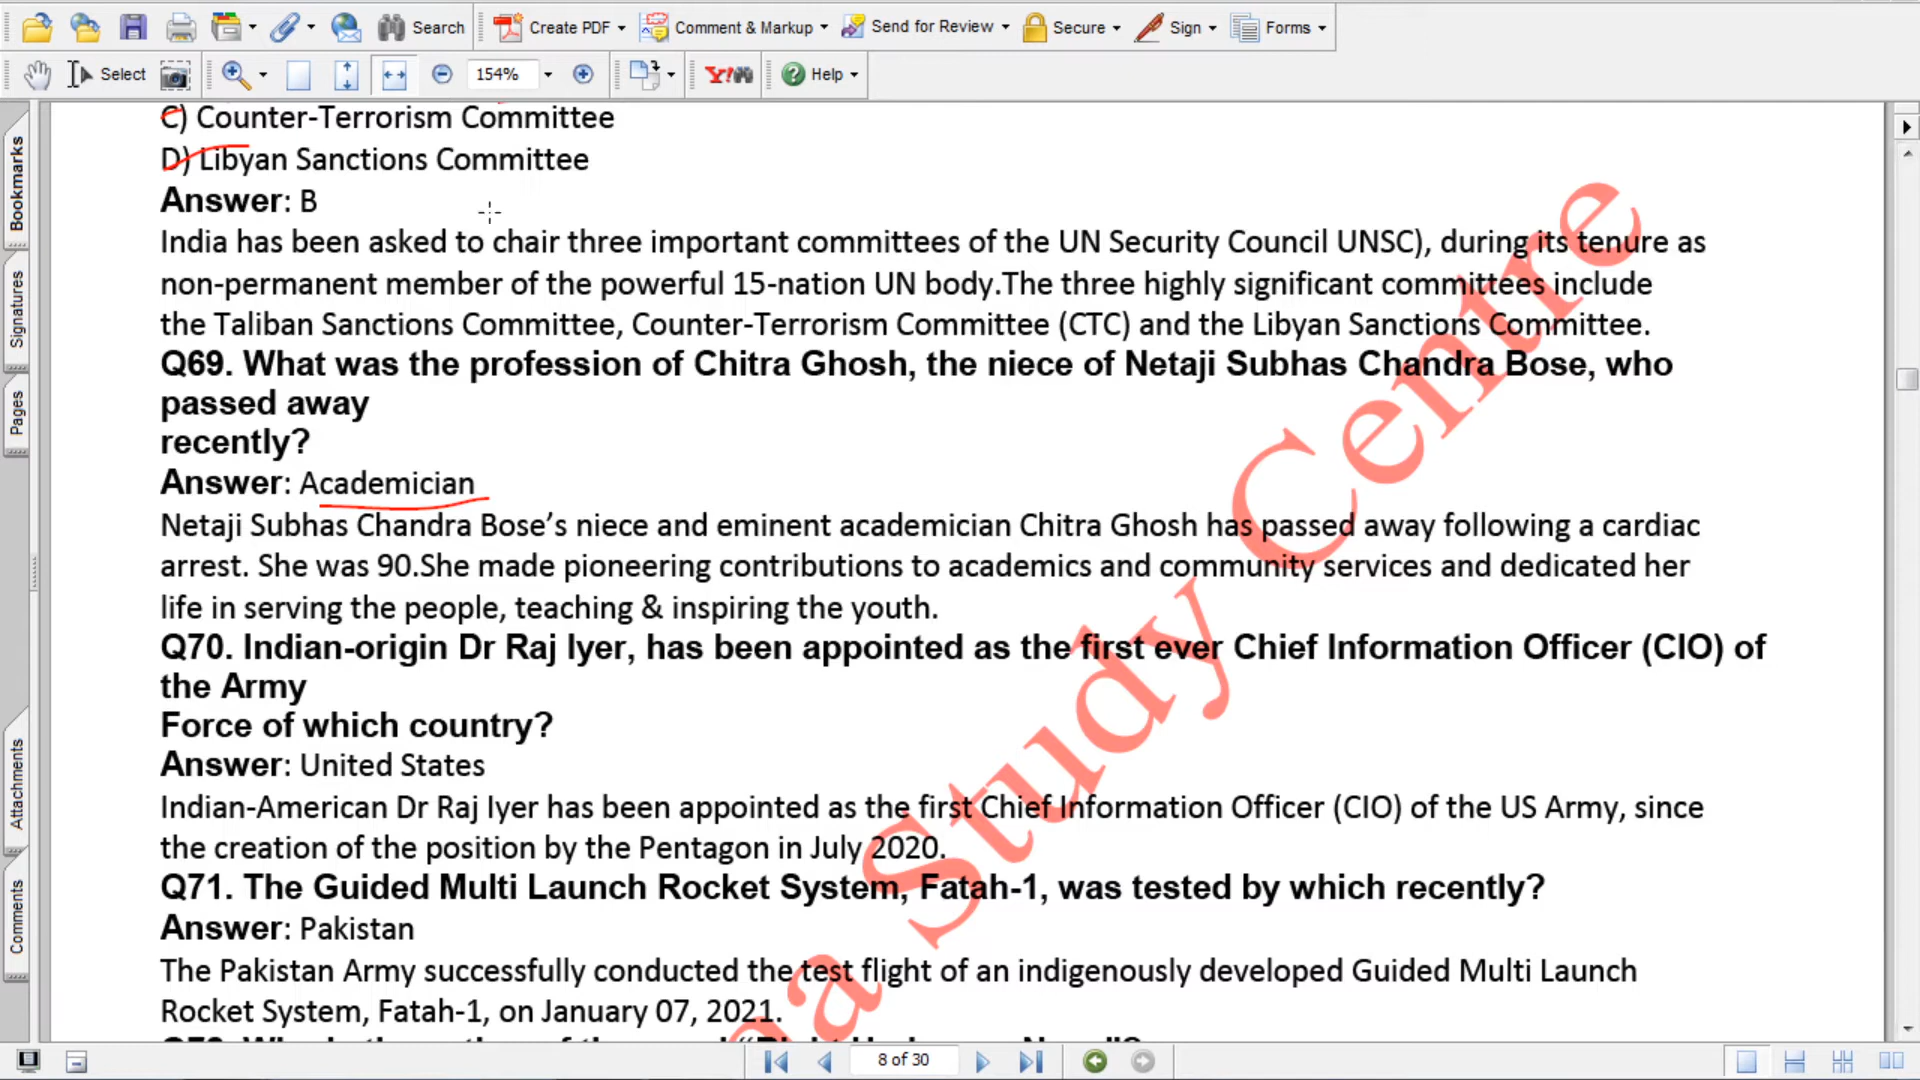 Search
Create PDF
Comment & Markup
Send for Review
Secure
Sign
Forms
Select
154%
Help
Bookmarks
Signatures
Pages
Attachments
Comments
C) Counter-Terrorism Committee
D) Libyan Sanctions Committee
Answer: B
India has been asked to chair three important committees of the UN Security Council UNSC), during its tenure as
non-permanent member of the powerful 15-nation UN body.The three highly significant committees include
the Taliban Sanctions Committee, Counter-Terrorism Committee (CTC) and the Libyan Sanctions Committee.
Q69. What was the profession of Chitra Ghosh, the niece of Netaji Subhas Chandra Bose, who
passed away
recently?
Answer: Academician
Netaji Subhas Chandra Bose’s niece and eminent academician Chitra Ghosh has passed away following a cardiac
arrest. She was 90.She made pioneering contributions to academics and community services and dedicated her
life in serving the people, teaching & inspiring the youth.
Q70. Indian-origin Dr Raj Iyer, has been appointed as the first ever Chief Information Officer (CIO) of
the Army
Force of which country?
Answer: United States
Indian-American Dr Raj Iyer has been appointed as the first Chief Information Officer (CIO) of the US Army, since
the creation of the position by the Pentagon in July 2020.
Q71. The Guided Multi Launch Rocket System, Fatah-1, was tested by which recently?
Answer: Pakistan
The Pakistan Army successfully conducted the test flight of an indigenously developed Guided Multi Launch
Rocket System, Fatah-1, on January 07, 2021.
Study Centre
8 of 30